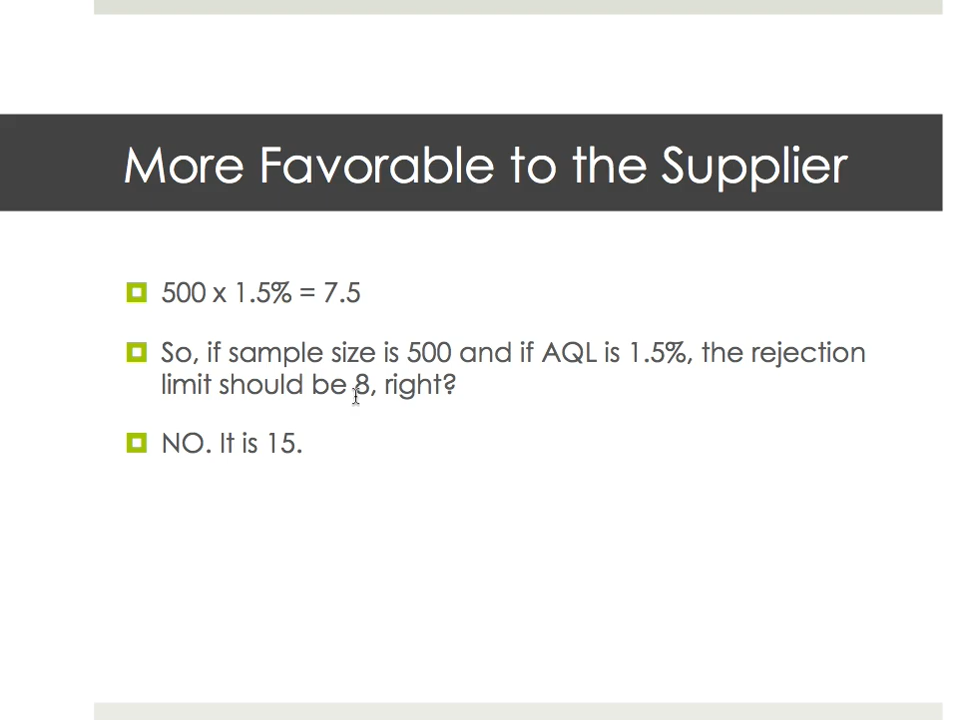 More Favorable to the Supplier
500 x 1.5% = 7.5
So, if sample size is 500 and if AQL is 1.5%, the rejection
limit should be 8, right?
NO. It is 15.